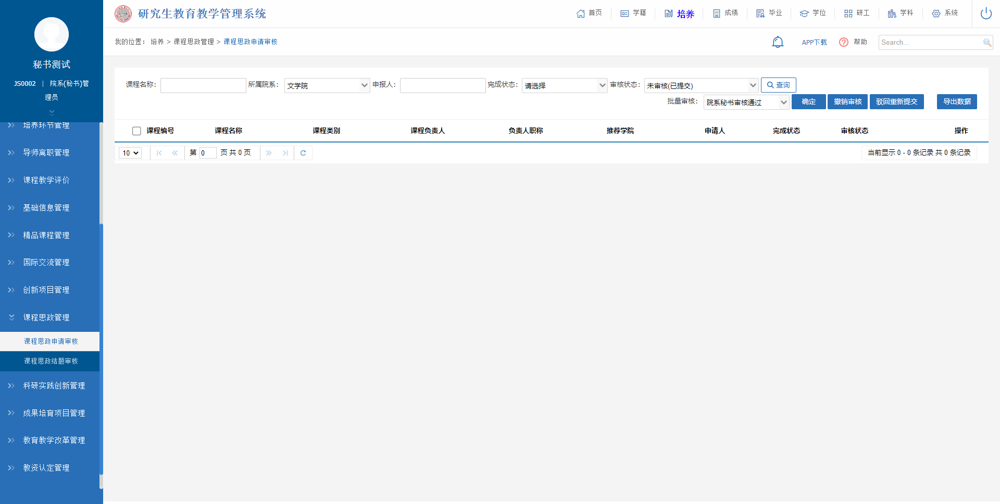 研究生教育教学管理系统
首页 学籍 培养 成绩 毕业 学位 研工 学科 系统
秘书测试
JS0002 | 院系(秘书)管
理员
我的位置： 培养 > 课程思政管理 > 课程思政申请审核
APP下载 帮助 Search...
课程名称： 所属院系： 文学院 申报人： 完成状态： 请选择 审核状态： 未审核(已提交) 查询
批量审核： 院系秘书审核通过 确定 撤销审核 驳回重新提交 导出数据
课程编号 课程名称 课程类别 课程负责人 负责人职称 推荐学院 申请人 完成状态 审核状态 操作
10 第 0 页 共 0 页 当前显示 0 - 0 条记录 共 0 条记录
培养环节管理
导师离职管理
课程教学评价
基础信息管理
精品课程管理
国际交流管理
创新项目管理
课程思政管理
课程思政申请审核
课程思政结题审核
科研实践创新管理
成果培育项目管理
教育教学改革管理
教资认定管理